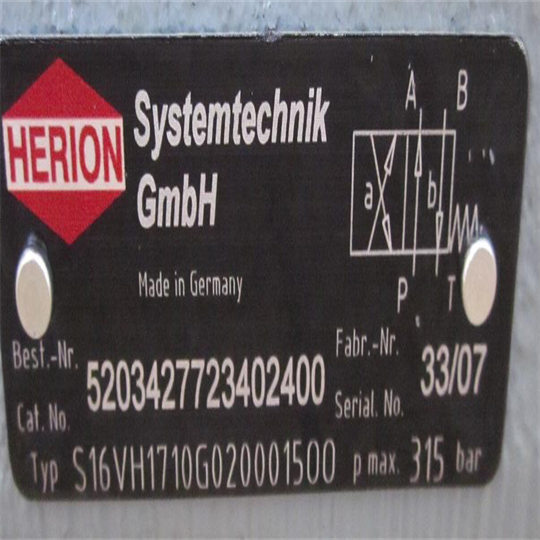 HERION
Systemtechnik
GmbH
Made in Germany
A B
a b
P T
Best.-Nr.
Cat. No.
5203427723402400
Fabr.-Nr.
Serial. No.
33/07
Typ S16VH1710G020001500 p max. 315 bar